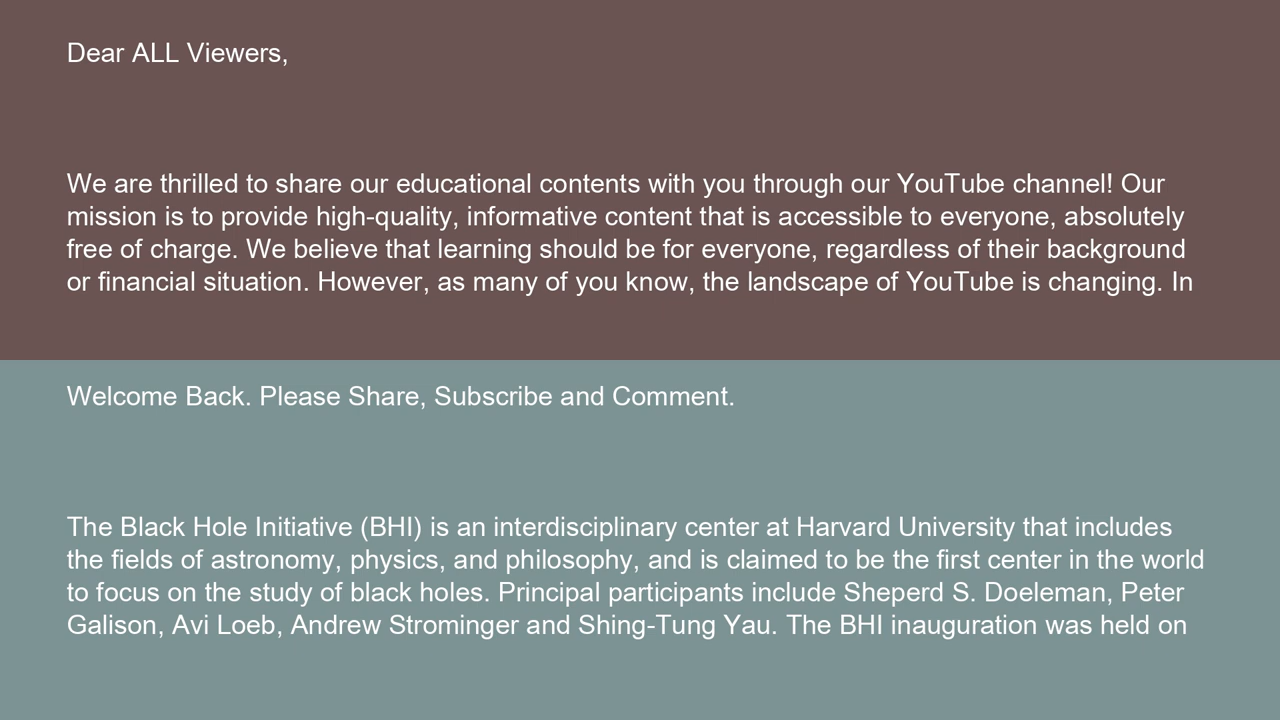 Dear ALL Viewers,
We are thrilled to share our educational contents with you through our YouTube channel! Our
mission is to provide high-quality, informative content that is accessible to everyone, absolutely
free of charge. We believe that learning should be for everyone, regardless of their background
or financial situation. However, as many of you know, the landscape of YouTube is changing. In
Welcome Back. Please Share, Subscribe and Comment.
The Black Hole Initiative (BHI) is an interdisciplinary center at Harvard University that includes
the fields of astronomy, physics, and philosophy, and is claimed to be the first center in the world
to focus on the study of black holes. Principal participants include Sheperd S. Doeleman, Peter
Galison, Avi Loeb, Andrew Strominger and Shing-Tung Yau. The BHI inauguration was held on